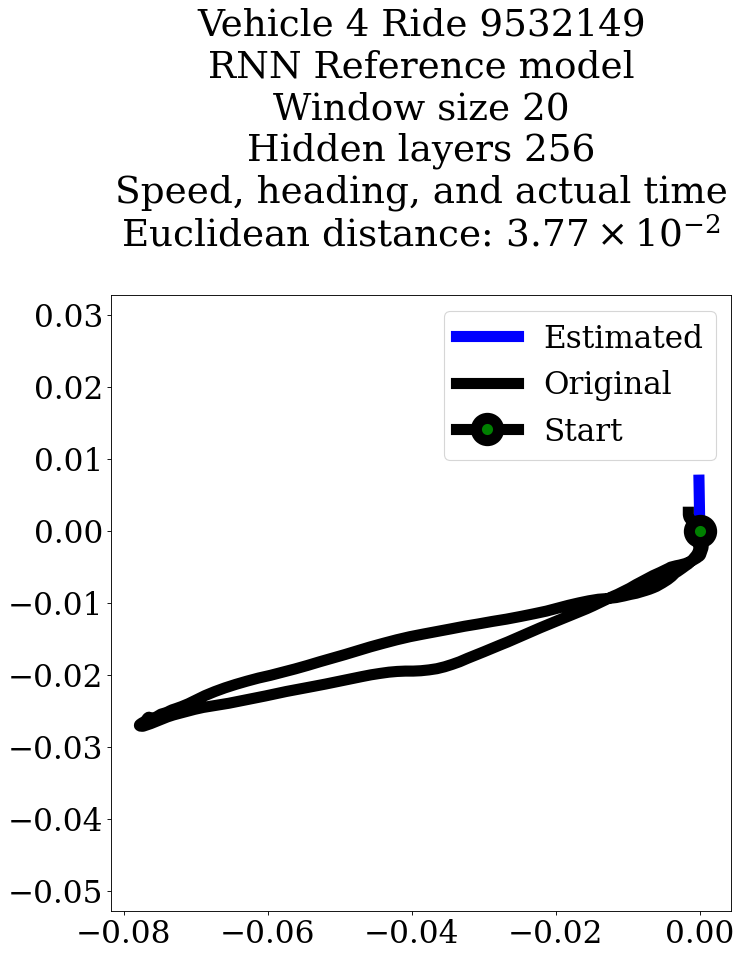 Vehicle 4 Ride 9532149
RNN Reference model
Window size 20
Hidden layers 256
Speed, heading, and actual time
Euclidean distance: 3.77 × 10⁻²
Estimated
Original
Start
0.03
0.02
0.01
0.00
−0.01
−0.02
−0.03
−0.04
−0.05
−0.08 −0.06 −0.04 −0.02 0.00